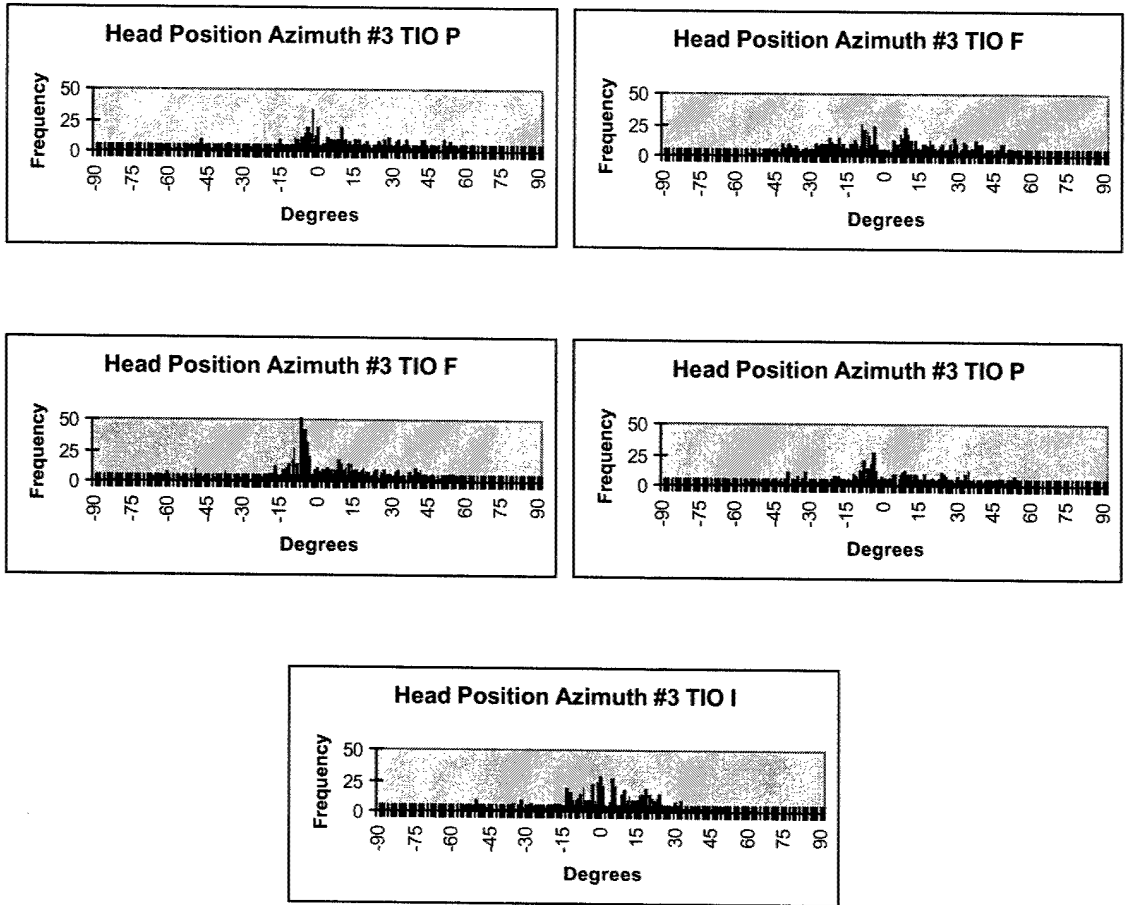 Head Position Azimuth #3 TIO P
Frequency
50
25
0
-90 -75 -60 -45 -30 -15 0 15 30 45 60 75 90
Degrees
Head Position Azimuth #3 TIO F
Frequency
50
25
0
-90 -75 -60 -45 -30 -15 0 15 30 45 60 75 90
Degrees
Head Position Azimuth #3 TIO F
Frequency
50
25
0
-90 -75 -60 -45 -30 -15 0 15 30 45 60 75 90
Degrees
Head Position Azimuth #3 TIO P
Frequency
50
25
0
-90 -75 -60 -45 -30 -15 0 15 30 45 60 75 90
Degrees
Head Position Azimuth #3 TIO I
Frequency
50
25
0
-90 -75 -60 -45 -30 -15 0 15 30 45 60 75 90
Degrees